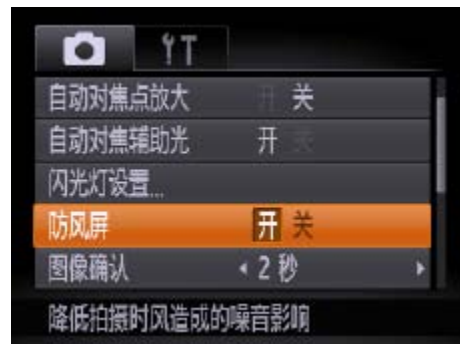 自动对焦点放大 开 关
自动对焦辅助光 开 关
闪光灯设置...
防风屏 开 关
图像确认 2 秒
降低拍摄时风造成的噪音影响